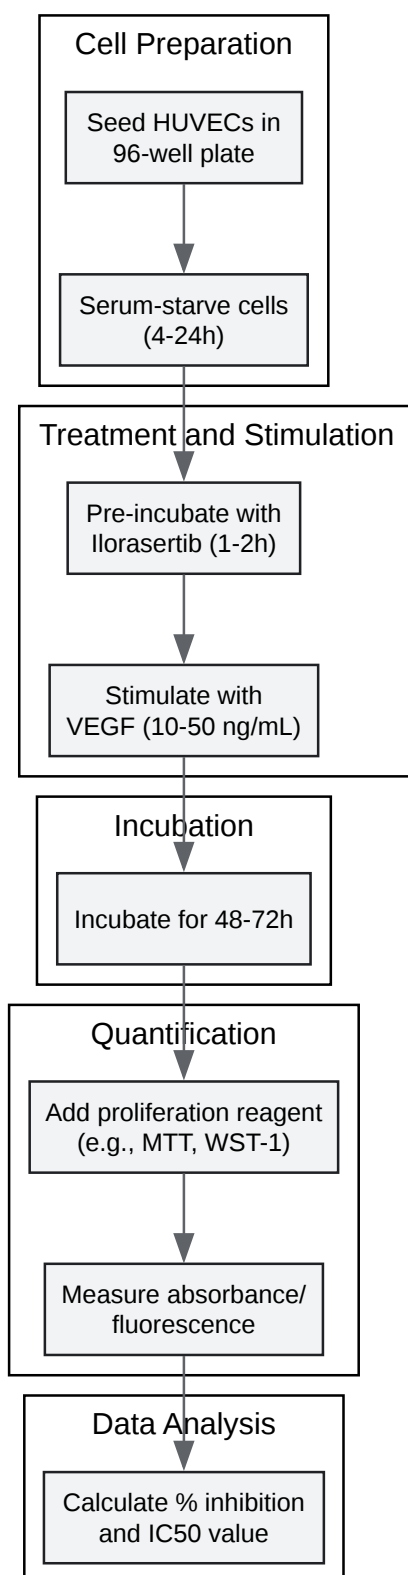 Cell Preparation
Seed HUVECs in
96-well plate
Serum-starve cells
(4-24h)
Treatment and Stimulation
Pre-incubate with
Ilorasertib (1-2h)
Stimulate with
VEGF (10-50 ng/mL)
Incubation
Incubate for 48-72h
Quantification
Add proliferation reagent
(e.g., MTT, WST-1)
Measure absorbance/
fluorescence
Data Analysis
Calculate % inhibition
and IC50 value